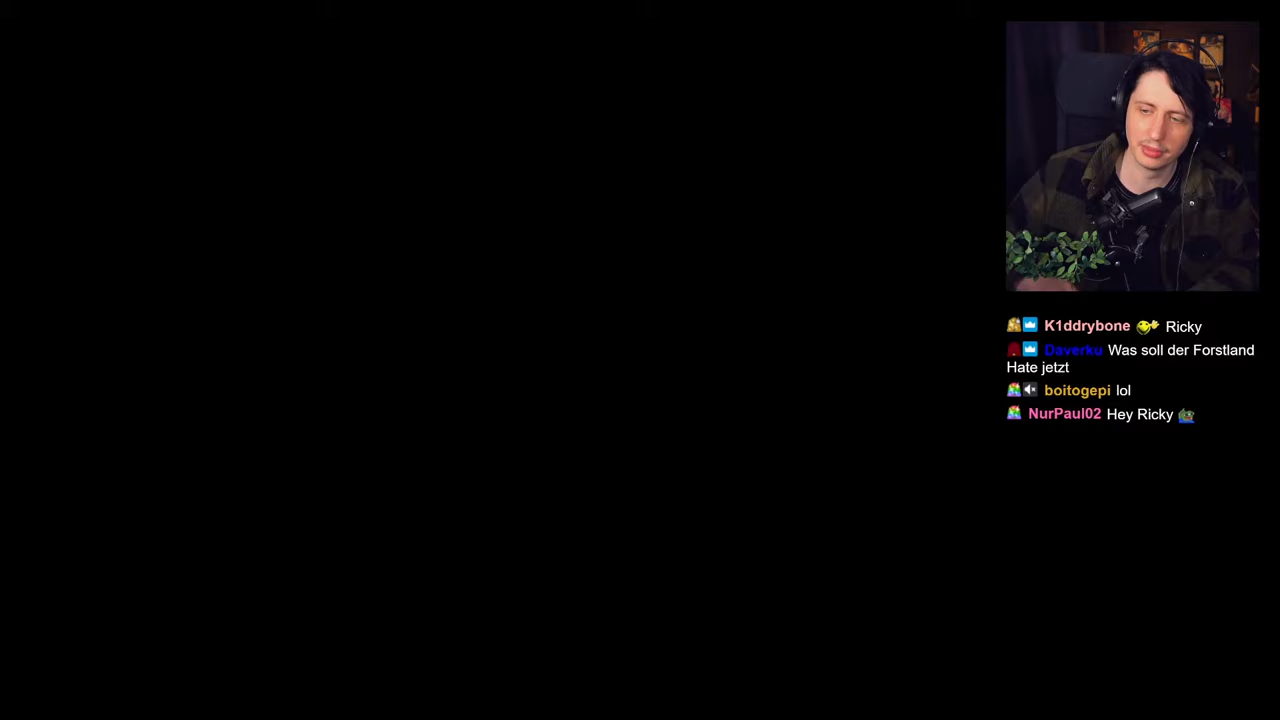 K1ddrybone Ricky
Daverku Was soll der Forstland
Hate jetzt
boitogepi lol
NurPaul02 Hey Ricky